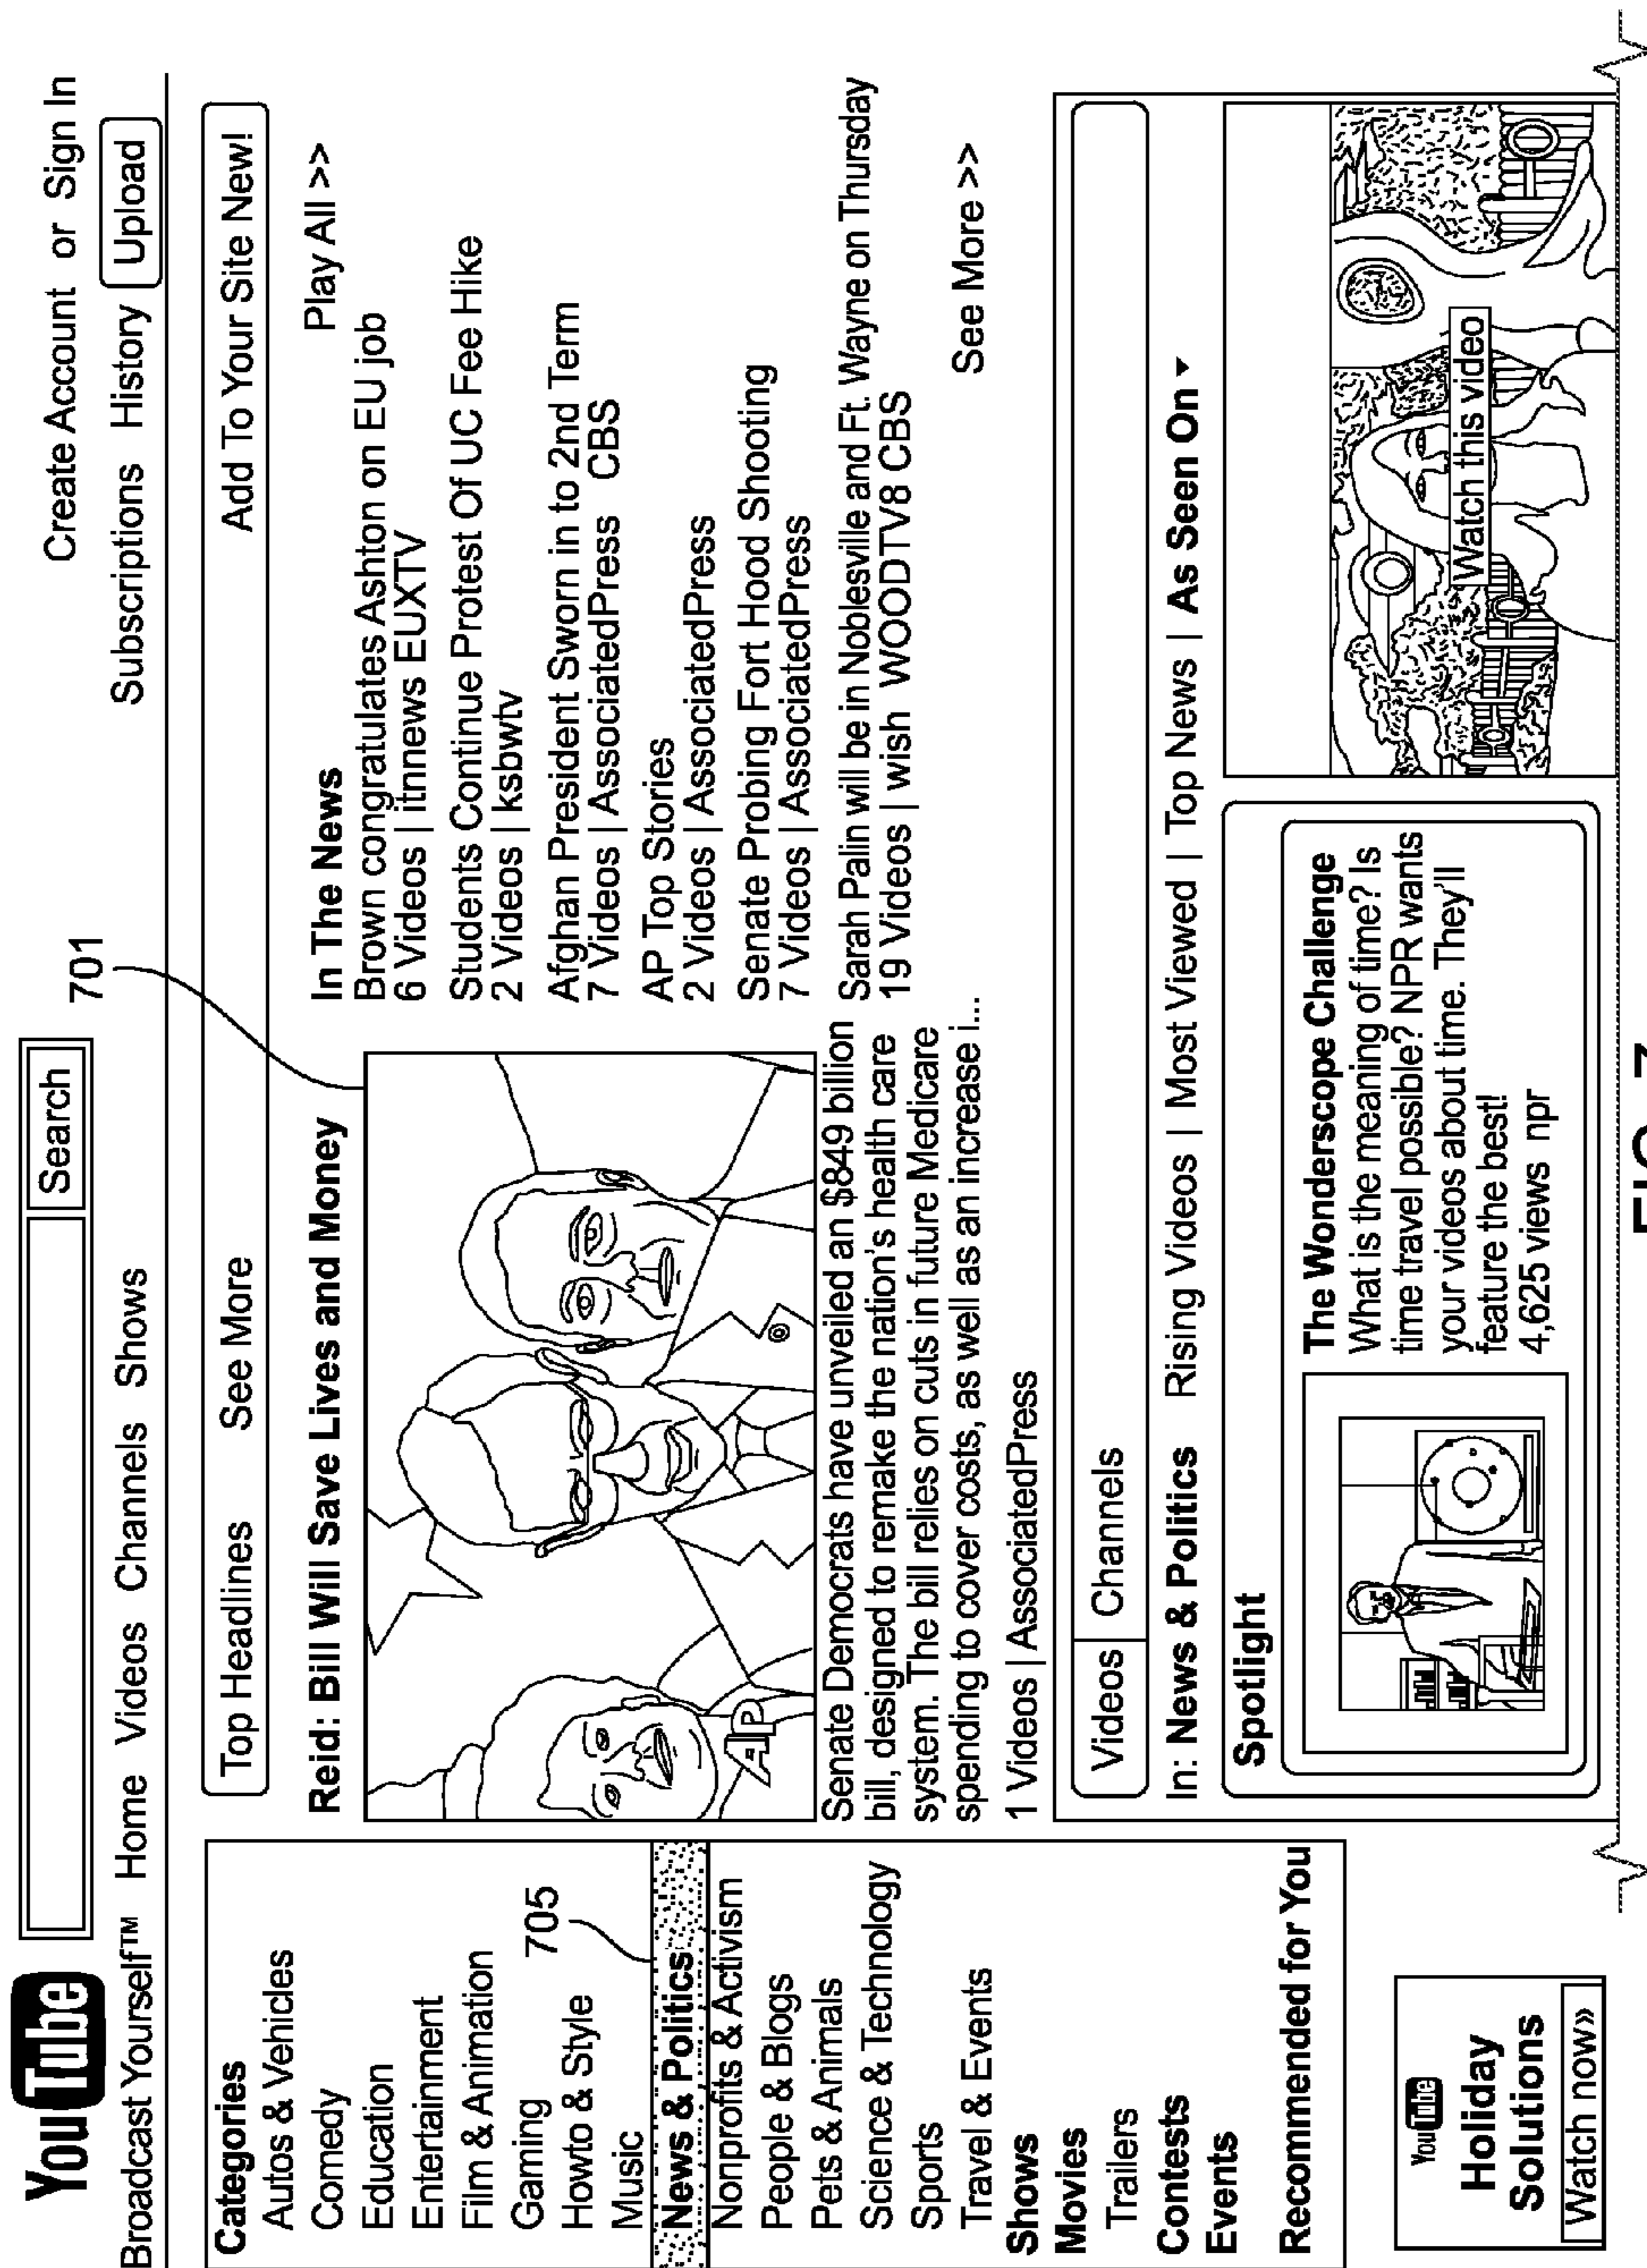 YouTube
Search
Create Account or Sign In
Broadcast Yourself™ Home Videos Channels Shows
Subscriptions History Upload
701
Categories
Autos & Vehicles
Comedy
Education
Entertainment
Film & Animation
Gaming
Howto & Style
Music
705
News & Politics
Nonprofits & Activism
People & Blogs
Pets & Animals
Science & Technology
Sports
Travel & Events
Shows
Movies
Trailers
Contests
Events
Recommended for You
YouTube
Holiday
Solutions
Watch now»
Top Headlines See More Add To Your Site New!
Reid: Bill Will Save Lives and Money
AP
Senate Democrats have unveiled an $849 billion
bill, designed to remake the nation's health care
system. The bill relies on cuts in future Medicare
spending to cover costs, as well as an increase i...
1 Videos | AssociatedPress
In The News Play All >>
Brown congratulates Ashton on EU job
6 Videos | itnnews EUXTV
Students Continue Protest Of UC Fee Hike
2 Videos | ksbwtv
Afghan President Sworn in to 2nd Term
7 Videos | AssociatedPress CBS
AP Top Stories
2 Videos | AssociatedPress
Senate Probing Fort Hood Shooting
7 Videos | AssociatedPress
Sarah Palin will be in Noblesville and Ft. Wayne on Thursday
19 Videos | wish WOODTV8 CBS
See More >>
Videos Channels
In: News & Politics Rising Videos | Most Viewed | Top News | As Seen On
Spotlight
The Wonderscope Challenge
What is the meaning of time? Is
time travel possible? NPR wants
your videos about time. They'll
feature the best!
4,625 views npr
Watch this video